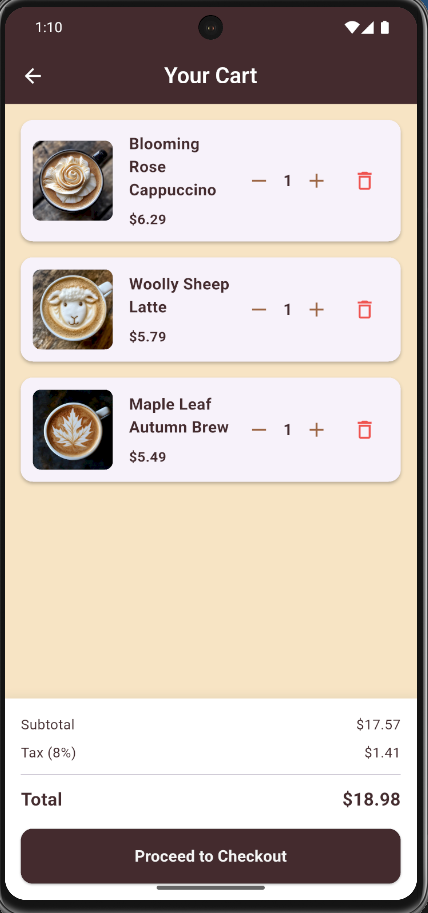 1:10
Your Cart
Blooming
Rose
Cappuccino
$6.29
1
Woolly Sheep
Latte
$5.79
1
Maple Leaf
Autumn Brew
$5.49
1
Subtotal $17.57
Tax (8%) $1.41
Total $18.98
Proceed to Checkout